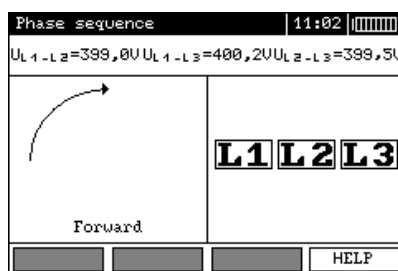 Phase sequence 11:02
UL1-L2=399,0V UL1-L3=400,2V UL2-L3=399,5V
L1 L2 L3
Forward
HELP